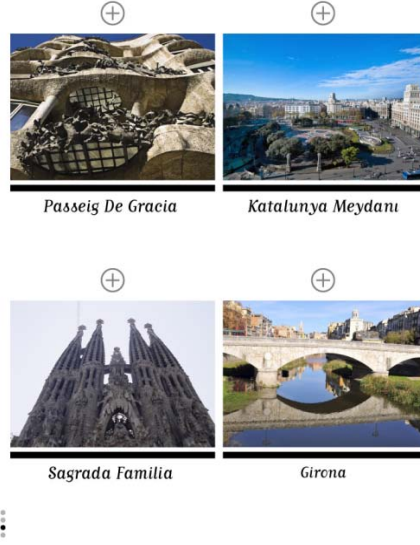 Passeig De Gracia
Katalunya Meydanı
Sagrada Familia
Girona